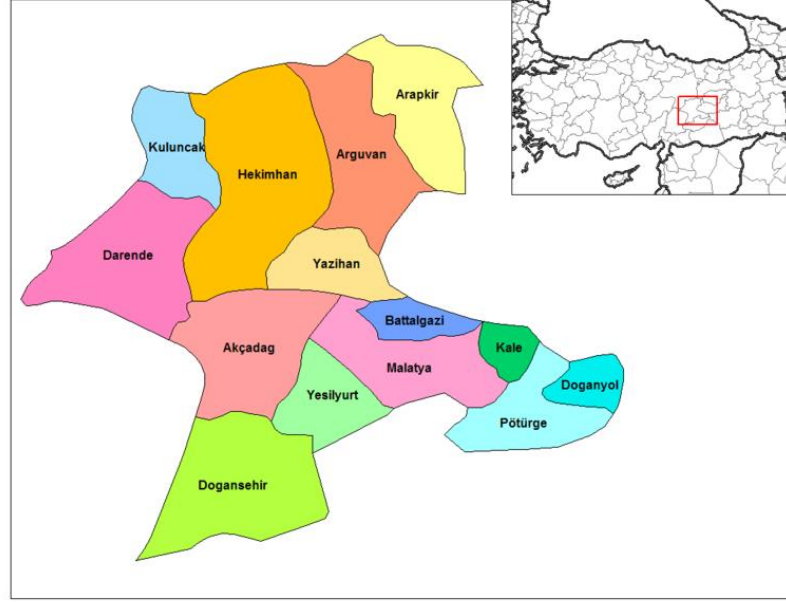 Arapkir
Kuluncak
Arguvan
Hekimhan
Darende
Yazihan
Battalgazi
Akçadag
Kale
Malatya
Doganyol
Yesilyurt
Pötürge
Dogansehir